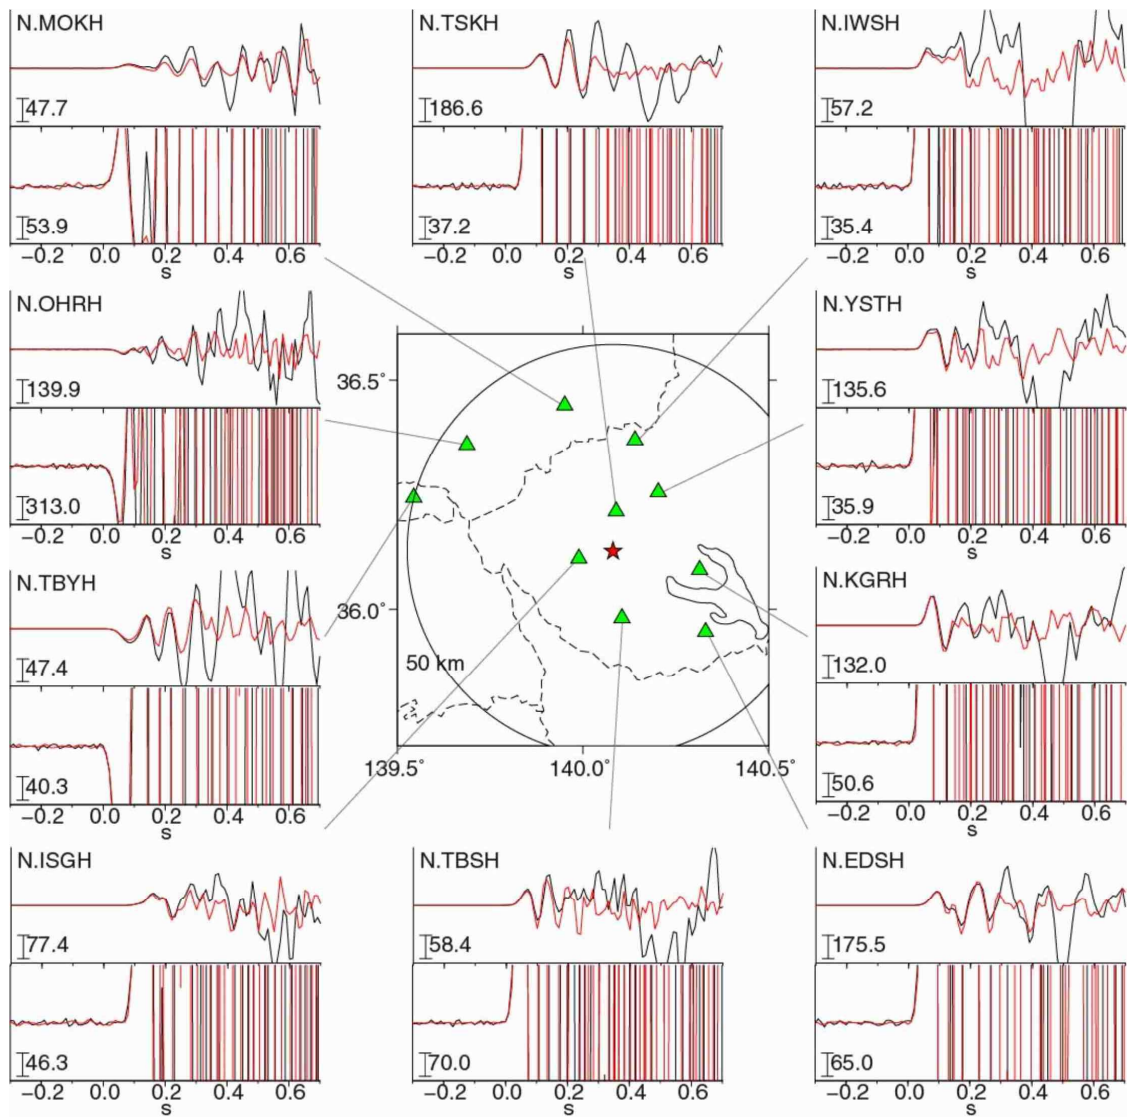 N.MOKH
47.7
53.9
−0.2 0.0 0.2 0.4 0.6
s
N.TSKH
186.6
37.2
−0.2 0.0 0.2 0.4 0.6
s
N.IWSH
57.2
35.4
−0.2 0.0 0.2 0.4 0.6
s
N.OHRH
139.9
313.0
−0.2 0.0 0.2 0.4 0.6
s
36.5°
36.0°
50 km
139.5° 140.0° 140.5°
N.YSTH
135.6
35.9
−0.2 0.0 0.2 0.4 0.6
s
N.TBYH
47.4
40.3
−0.2 0.0 0.2 0.4 0.6
s
N.KGRH
132.0
50.6
−0.2 0.0 0.2 0.4 0.6
s
N.ISGH
77.4
46.3
−0.2 0.0 0.2 0.4 0.6
s
N.TBSH
58.4
70.0
−0.2 0.0 0.2 0.4 0.6
s
N.EDSH
175.5
65.0
−0.2 0.0 0.2 0.4 0.6
s